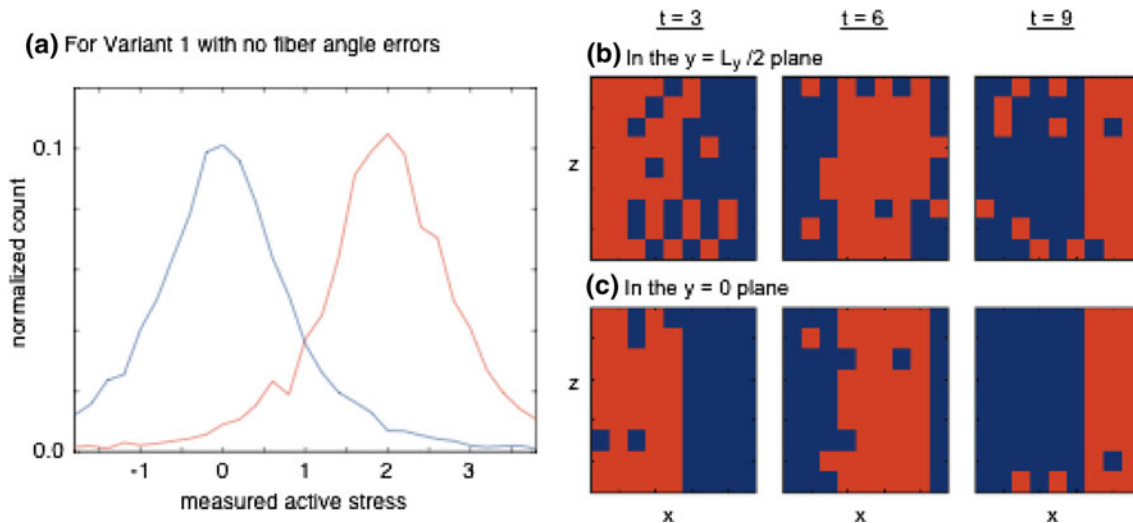 (a) For Variant 1 with no fiber angle errors
normalized count
0.1
0.0
-1 0 1 2 3
measured active stress
t = 3 t = 6 t = 9
(b) In the y = Ly /2 plane
z
(c) In the y = 0 plane
z
x x x